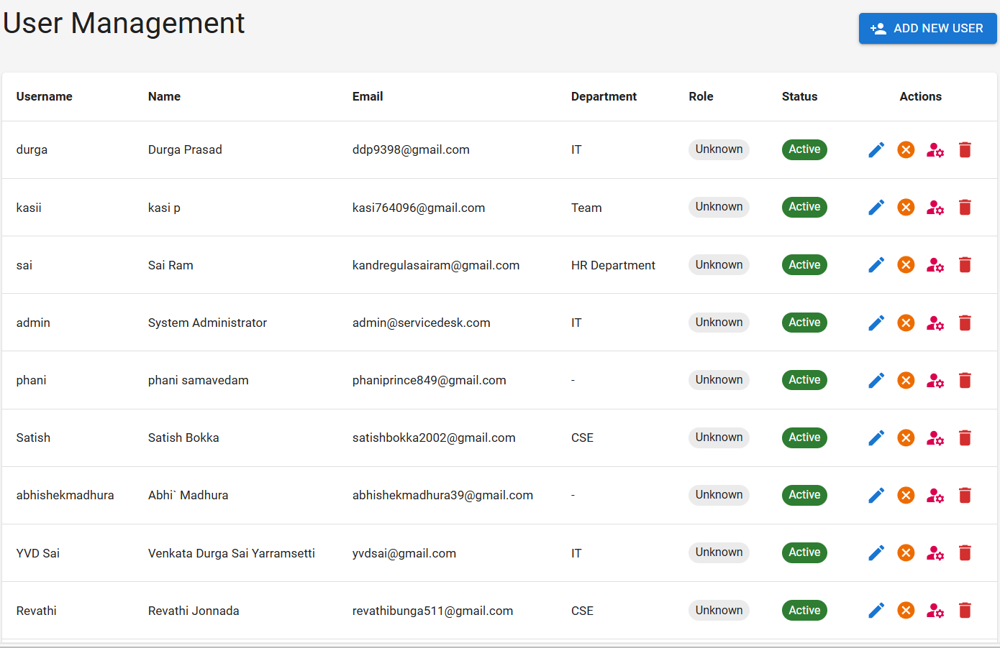 User Management
ADD NEW USER
Username Name Email Department Role Status Actions
durga Durga Prasad ddp9398@gmail.com IT Unknown Active
kasii kasi p kasi764096@gmail.com Team Unknown Active
sai Sai Ram kandregulasairam@gmail.com HR Department Unknown Active
admin System Administrator admin@servicedesk.com IT Unknown Active
phani phani samavedam phaniprince849@gmail.com - Unknown Active
Satish Satish Bokka satishbokka2002@gmail.com CSE Unknown Active
abhishekmadhura Abhi` Madhura abhishekmadhura39@gmail.com - Unknown Active
YVD Sai Venkata Durga Sai Yarramsetti yvdsai@gmail.com IT Unknown Active
Revathi Revathi Jonnada revathibunga511@gmail.com CSE Unknown Active